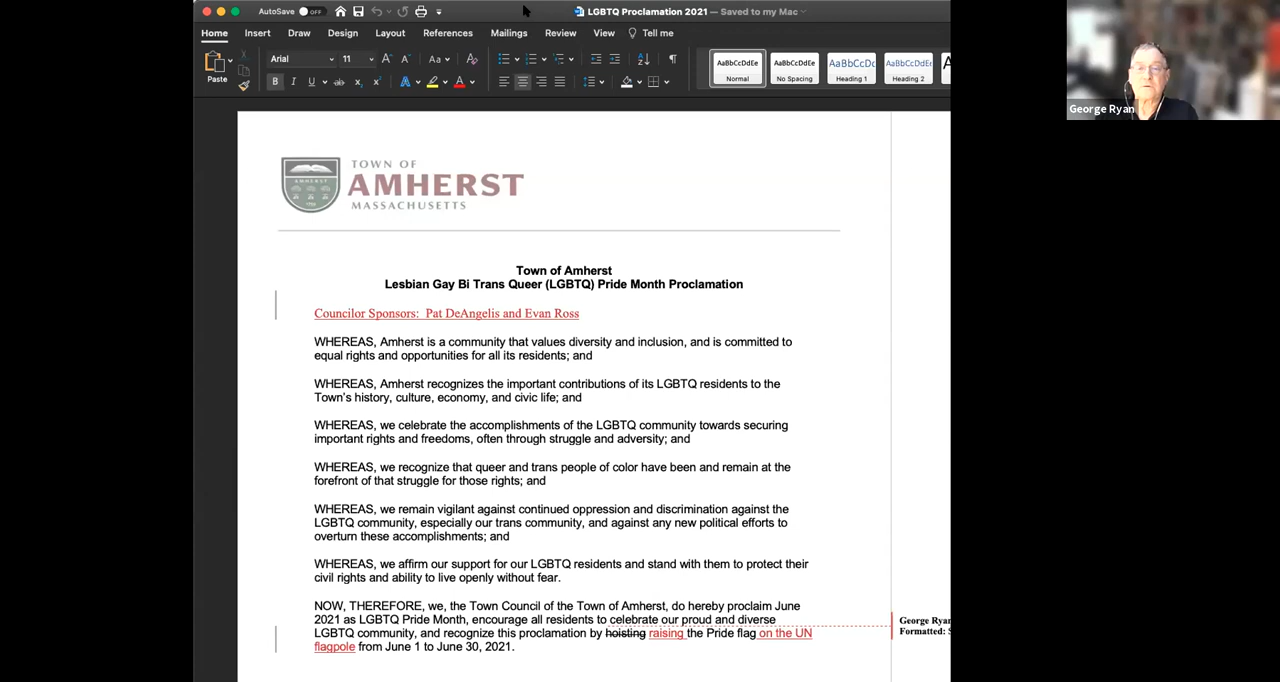 AutoSave OFF
LGBTQ Proclamation 2021 — Saved to my Mac
Home Insert Draw Design Layout References Mailings Review View Tell me
Paste
Arial 11
AaBbCcDdEe AaBbCcDdEe AaBbCcDc AaBbCcDdEe
Normal No Spacing Heading 1 Heading 2
George Ryan
TOWN OF
AMHERST
MASSACHUSETTS
Town of Amherst
Lesbian Gay Bi Trans Queer (LGBTQ) Pride Month Proclamation
Councilor Sponsors: Pat DeAngelis and Evan Ross
WHEREAS, Amherst is a community that values diversity and inclusion, and is committed to
equal rights and opportunities for all its residents; and
WHEREAS, Amherst recognizes the important contributions of its LGBTQ residents to the
Town's history, culture, economy, and civic life; and
WHEREAS, we celebrate the accomplishments of the LGBTQ community towards securing
important rights and freedoms, often through struggle and adversity; and
WHEREAS, we recognize that queer and trans people of color have been and remain at the
forefront of that struggle for those rights; and
WHEREAS, we remain vigilant against continued oppression and discrimination against the
LGBTQ community, especially our trans community, and against any new political efforts to
overturn these accomplishments; and
WHEREAS, we affirm our support for our LGBTQ residents and stand with them to protect their
civil rights and ability to live openly without fear.
NOW, THEREFORE, we, the Town Council of the Town of Amherst, do hereby proclaim June
2021 as LGBTQ Pride Month, encourage all residents to celebrate our proud and diverse
LGBTQ community, and recognize this proclamation by hoisting raising the Pride flag on the UN
flagpole from June 1 to June 30, 2021.
George Ryan
Formatted: